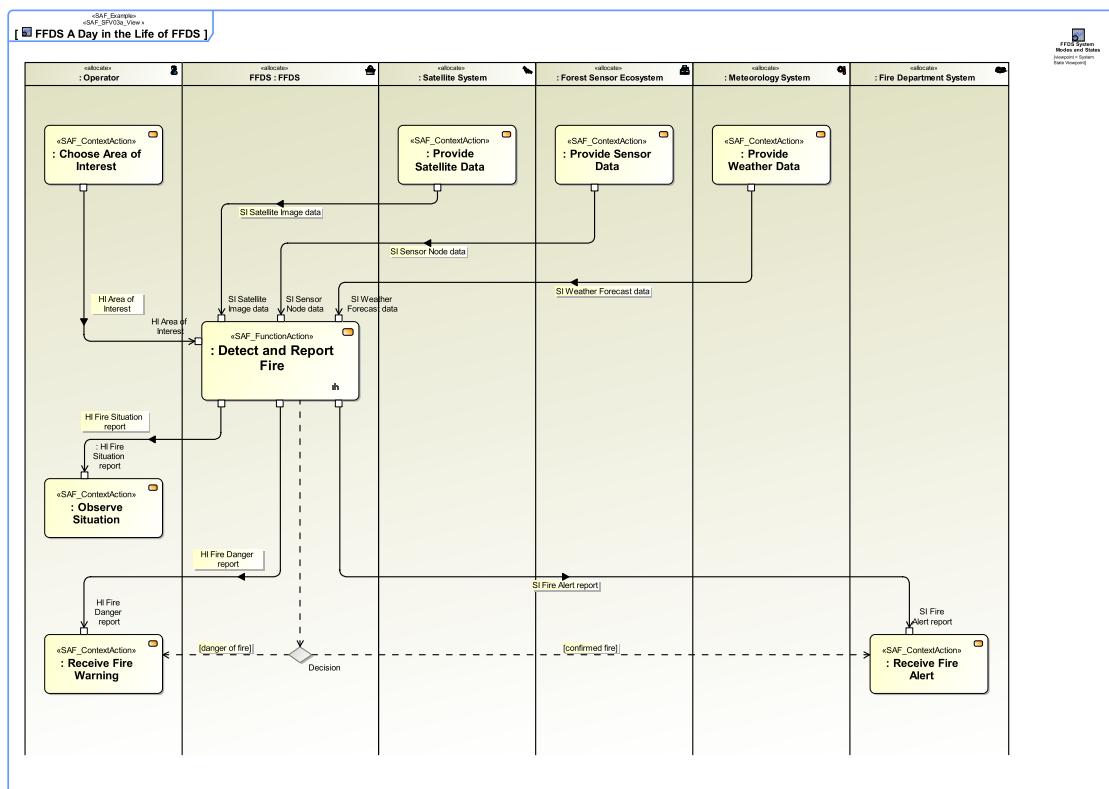 «SAF_Example»
«SAF_SFV03a_View »
[ FFDS A Day in the Life of FFDS ]
FFDS System
Modes and States
[viewpoint = System
State Viewpoint]
«allocate»
: Operator
«allocate»
FFDS : FFDS
«allocate»
: Satellite System
«allocate»
: Forest Sensor Ecosystem
«allocate»
: Meteorology System
«allocate»
: Fire Department System
«SAF_ContextAction»
: Choose Area of
Interest
«SAF_ContextAction»
: Provide
Satellite Data
«SAF_ContextAction»
: Provide Sensor
Data
«SAF_ContextAction»
: Provide
Weather Data
SI Satellite Image data
SI Sensor Node data
SI Weather Forecast data
HI Area of
Interest
SI Satellite
Image data
SI Sensor
Node data
SI Weather
Forecast data
HI Area of
Interest
«SAF_FunctionAction»
: Detect and Report
Fire
HI Fire Situation
report
: HI Fire
Situation
report
«SAF_ContextAction»
: Observe
Situation
HI Fire Danger
report
SI Fire Alert report
HI Fire
Danger
report
SI Fire
Alert report
«SAF_ContextAction»
: Receive Fire
Warning
[danger of fire]
Decision
[confirmed fire]
«SAF_ContextAction»
: Receive Fire
Alert